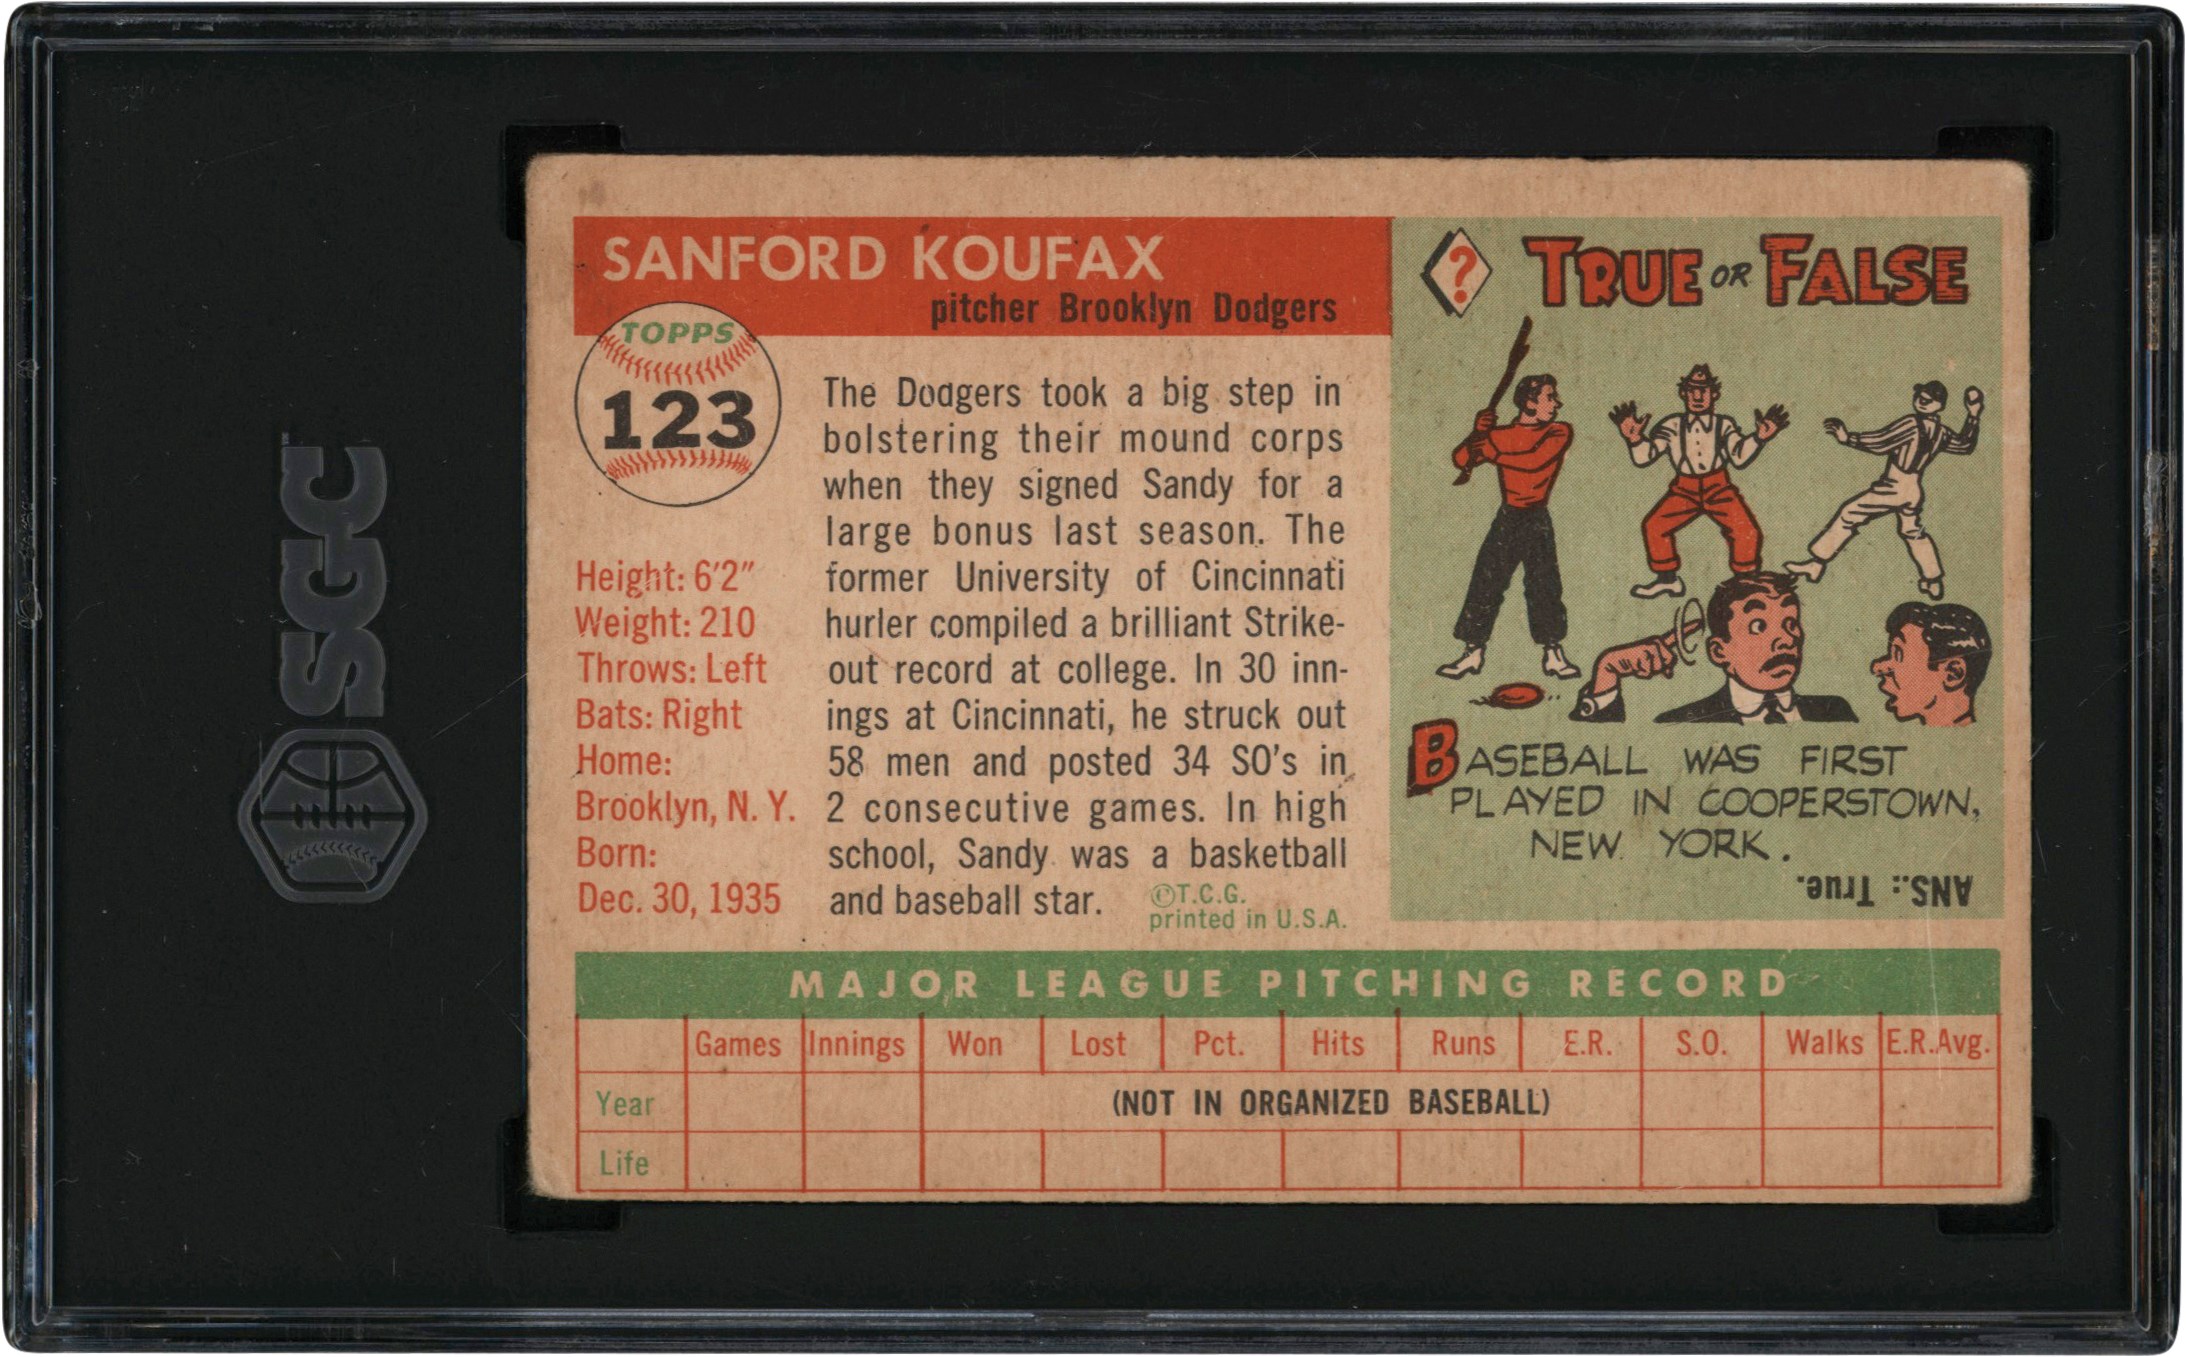 SANFORD KOUFAX
pitcher Brooklyn Dodgers
TOPPS
123
Height: 6'2"
Weight: 210
Throws: Left
Bats: Right
Home:
Brooklyn, N. Y.
Born:
Dec. 30, 1935
The Dodgers took a big step in
bolstering their mound corps
when they signed Sandy for a
large bonus last season. The
former University of Cincinnati
hurler compiled a brilliant Strike-
out record at college. In 30 inn-
ings at Cincinnati, he struck out
58 men and posted 34 SO's in
2 consecutive games. In high
school, Sandy was a basketball
and baseball star.
©T.C.G.
printed in U.S.A.
?
TRUE OR FALSE
BASEBALL WAS FIRST
PLAYED IN COOPERSTOWN,
NEW YORK.
ANS.: True.
MAJOR LEAGUE PITCHING RECORD
Games Innings Won Lost Pct. Hits Runs E.R. S.O. Walks E.R.Avg.
Year (NOT IN ORGANIZED BASEBALL)
Life
SGC